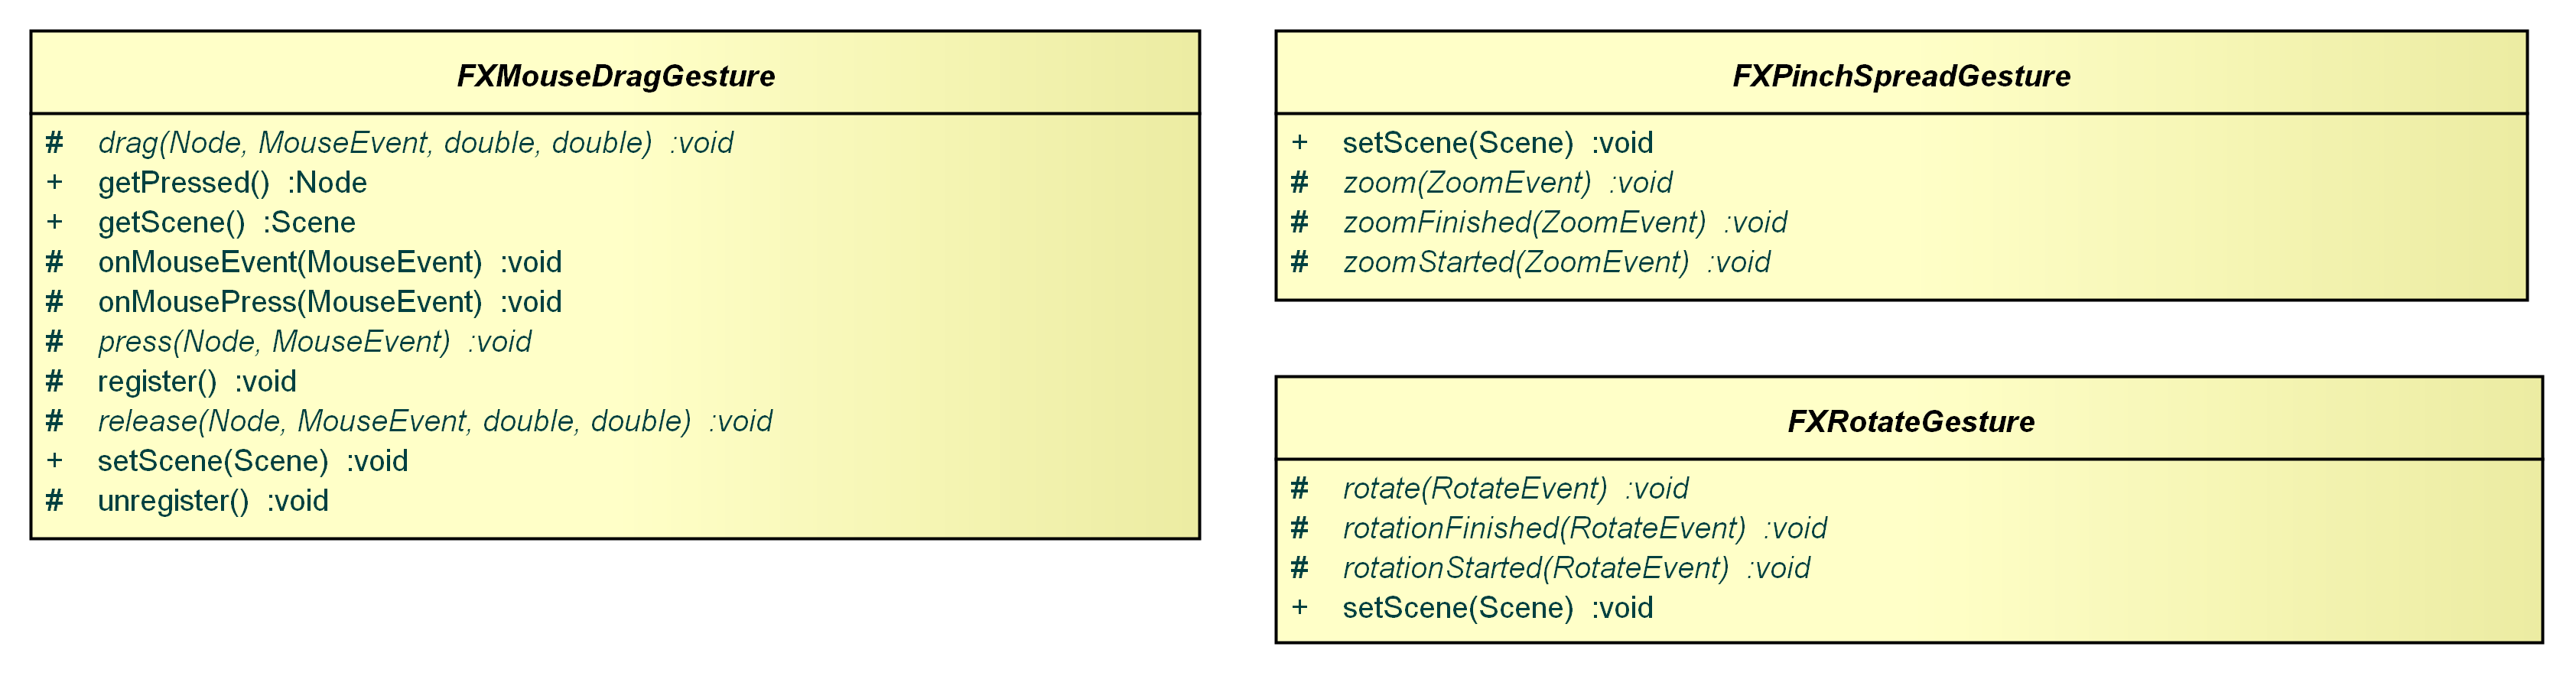 FXMouseDragGesture
# drag(Node, MouseEvent, double, double) :void
+ getPressed() :Node
+ getScene() :Scene
# onMouseEvent(MouseEvent) :void
# onMousePress(MouseEvent) :void
# press(Node, MouseEvent) :void
# register() :void
# release(Node, MouseEvent, double, double) :void
+ setScene(Scene) :void
# unregister() :void
FXPinchSpreadGesture
+ setScene(Scene) :void
# zoom(ZoomEvent) :void
# zoomFinished(ZoomEvent) :void
# zoomStarted(ZoomEvent) :void
FXRotateGesture
# rotate(RotateEvent) :void
# rotationFinished(RotateEvent) :void
# rotationStarted(RotateEvent) :void
+ setScene(Scene) :void